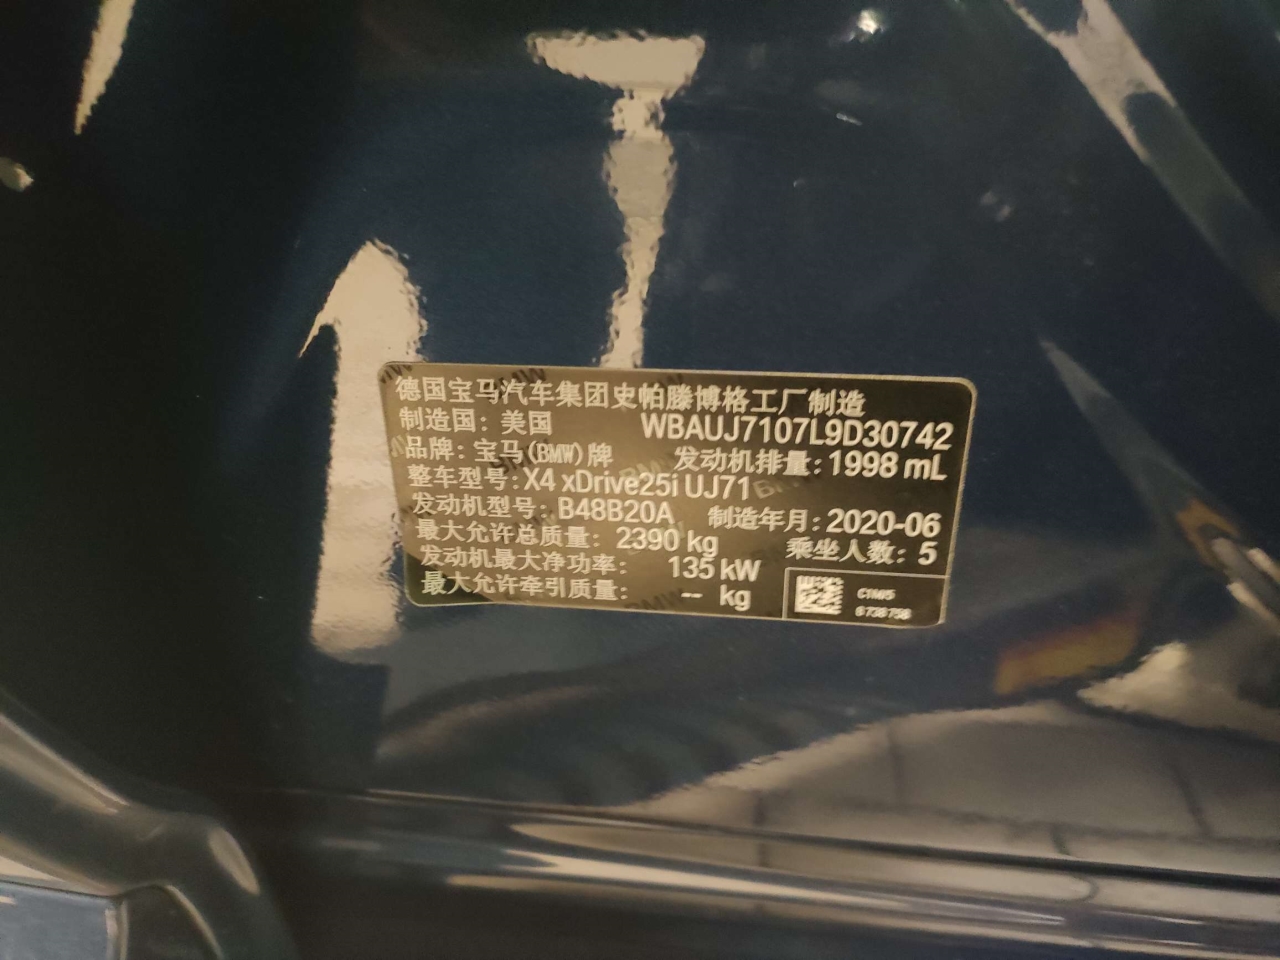 德国宝马汽车集团史帕滕博格工厂制造
制造国: 美国 WBAUJ7107L9D30742
品牌: 宝马(BMW)牌 发动机排量: 1998 mL
整车型号: X4 xDrive25i UJ71
发动机型号: B48B20A 制造年月: 2020-06
最大允许总质量: 2390 kg 乘坐人数: 5
发动机最大净功率: 135 kW
最大允许牵引质量: -- kg